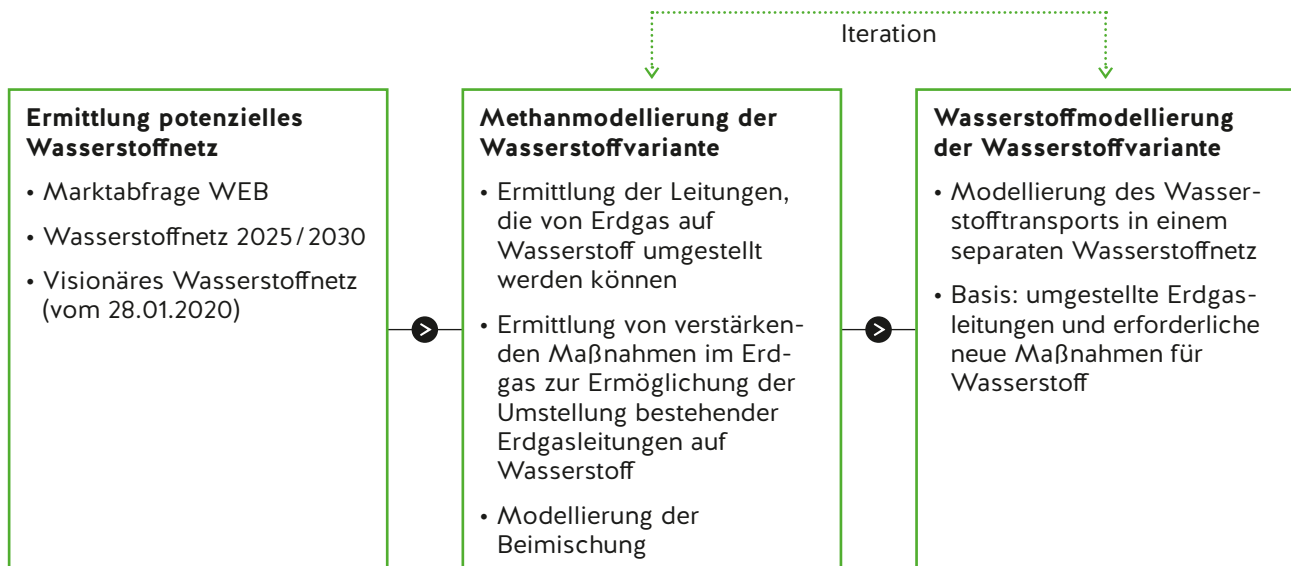 Iteration
Ermittlung potenzielles
Wasserstoffnetz
• Marktabfrage WEB
• Wasserstoffnetz 2025/2030
• Visionäres Wasserstoffnetz
(vom 28.01.2020)
Methanmodellierung der
Wasserstoffvariante
• Ermittlung der Leitungen,
die von Erdgas auf
Wasserstoff umgestellt
werden können
• Ermittlung von verstärken-
den Maßnahmen im Erd-
gas zur Ermöglichung der
Umstellung bestehender
Erdgasleitungen auf
Wasserstoff
• Modellierung der
Beimischung
Wasserstoffmodellierung
der Wasserstoffvariante
• Modellierung des Wasser-
stofftransports in einem
separaten Wasserstoffnetz
• Basis: umgestellte Erdgas-
leitungen und erforderliche
neue Maßnahmen für
Wasserstoff